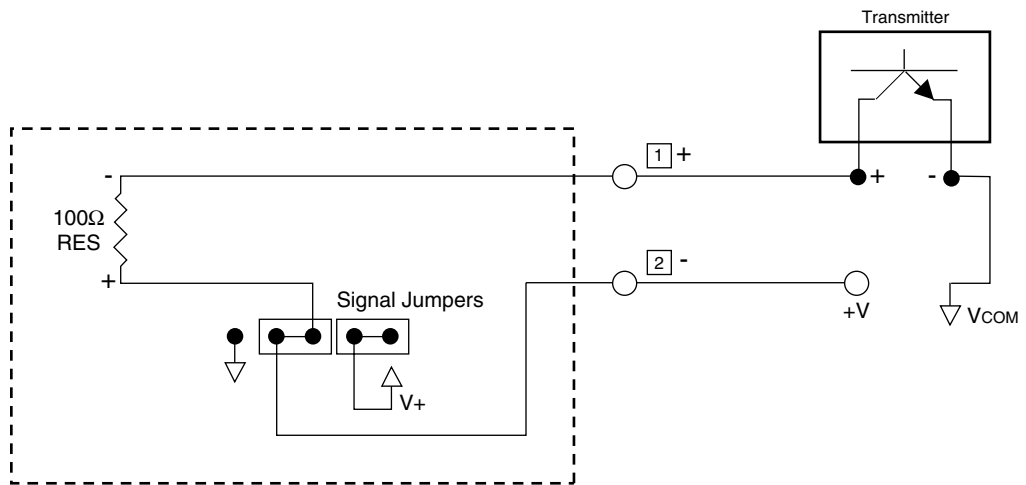 Transmitter
1 +
-
+ -
100Ω
RES
2 -
+
Signal Jumpers
+V
VCOM
V+